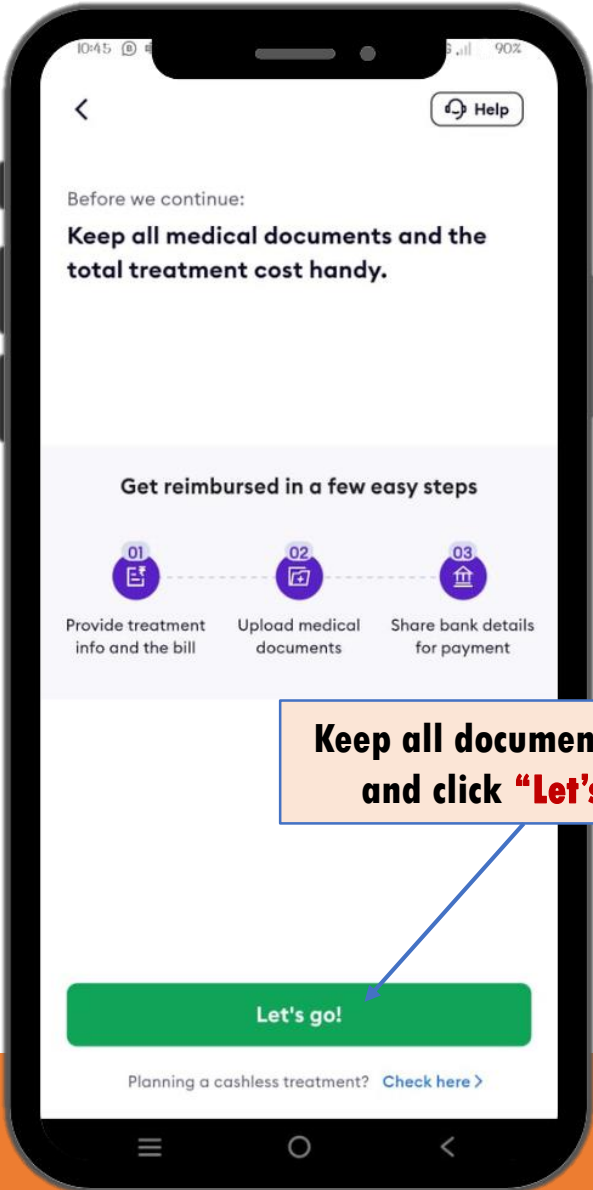 10:45
90%
Help
Before we continue:
Keep all medical documents and the
total treatment cost handy.
Get reimbursed in a few easy steps
01 02 03
Provide treatment Upload medical Share bank details
info and the bill documents for payment
Keep all documen
and click “Let’s
Let's go!
Planning a cashless treatment? Check here >